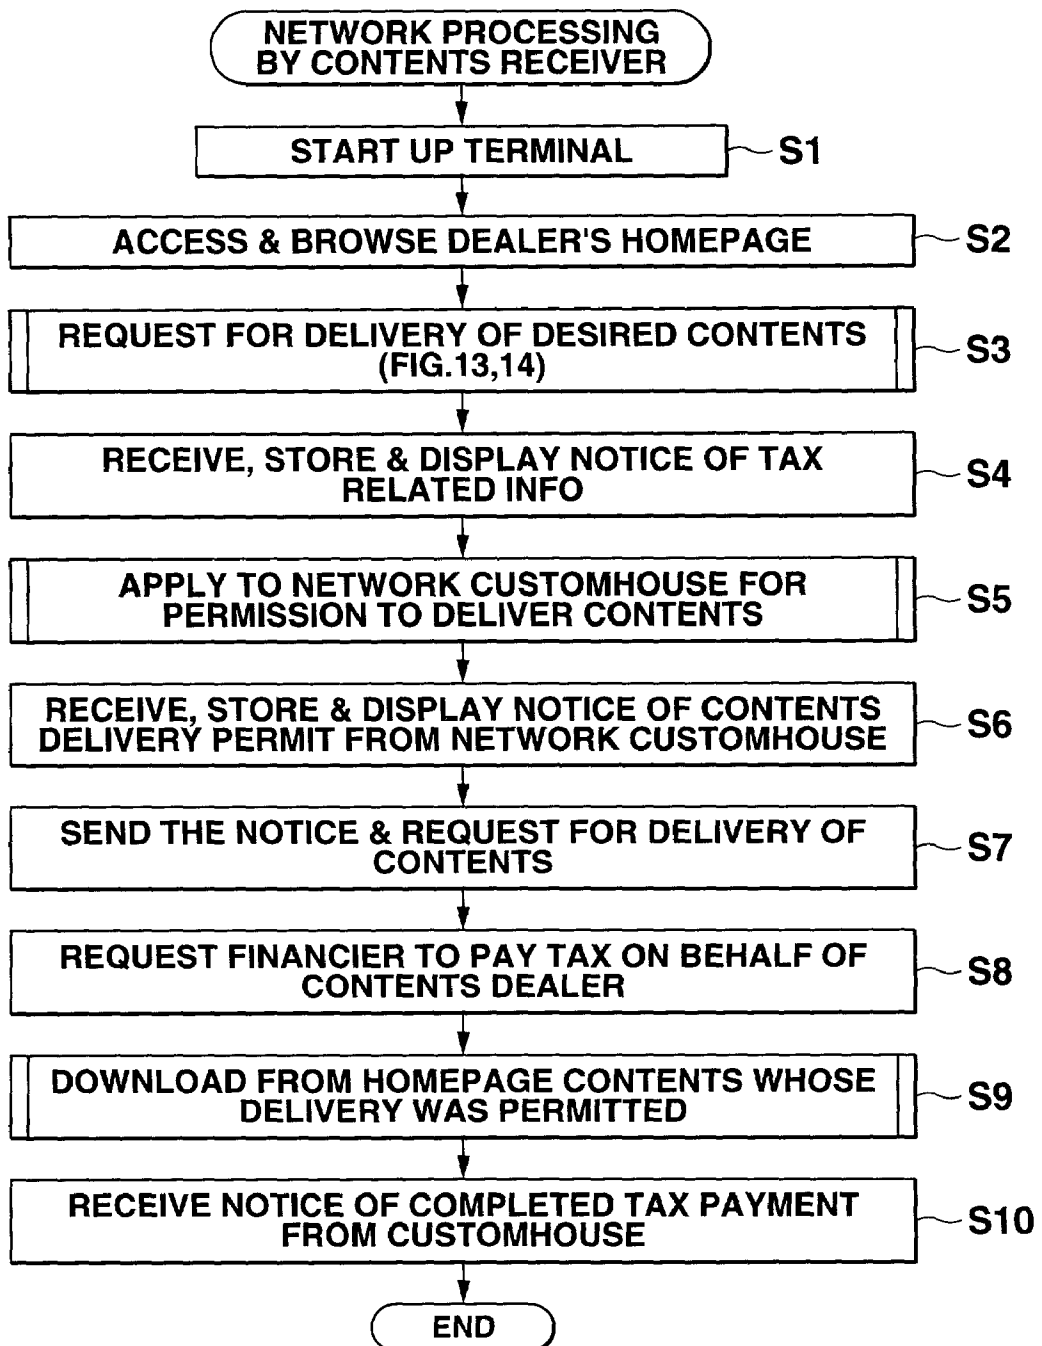 NETWORK PROCESSING
BY CONTENTS RECEIVER
START UP TERMINAL
S1
ACCESS & BROWSE DEALER'S HOMEPAGE
S2
REQUEST FOR DELIVERY OF DESIRED CONTENTS
(FIG.13,14)
S3
RECEIVE, STORE & DISPLAY NOTICE OF TAX
RELATED INFO
S4
APPLY TO NETWORK CUSTOMHOUSE FOR
PERMISSION TO DELIVER CONTENTS
S5
RECEIVE, STORE & DISPLAY NOTICE OF CONTENTS
DELIVERY PERMIT FROM NETWORK CUSTOMHOUSE
S6
SEND THE NOTICE & REQUEST FOR DELIVERY OF
CONTENTS
S7
REQUEST FINANCIER TO PAY TAX ON BEHALF OF
CONTENTS DEALER
S8
DOWNLOAD FROM HOMEPAGE CONTENTS WHOSE
DELIVERY WAS PERMITTED
S9
RECEIVE NOTICE OF COMPLETED TAX PAYMENT
FROM CUSTOMHOUSE
S10
END